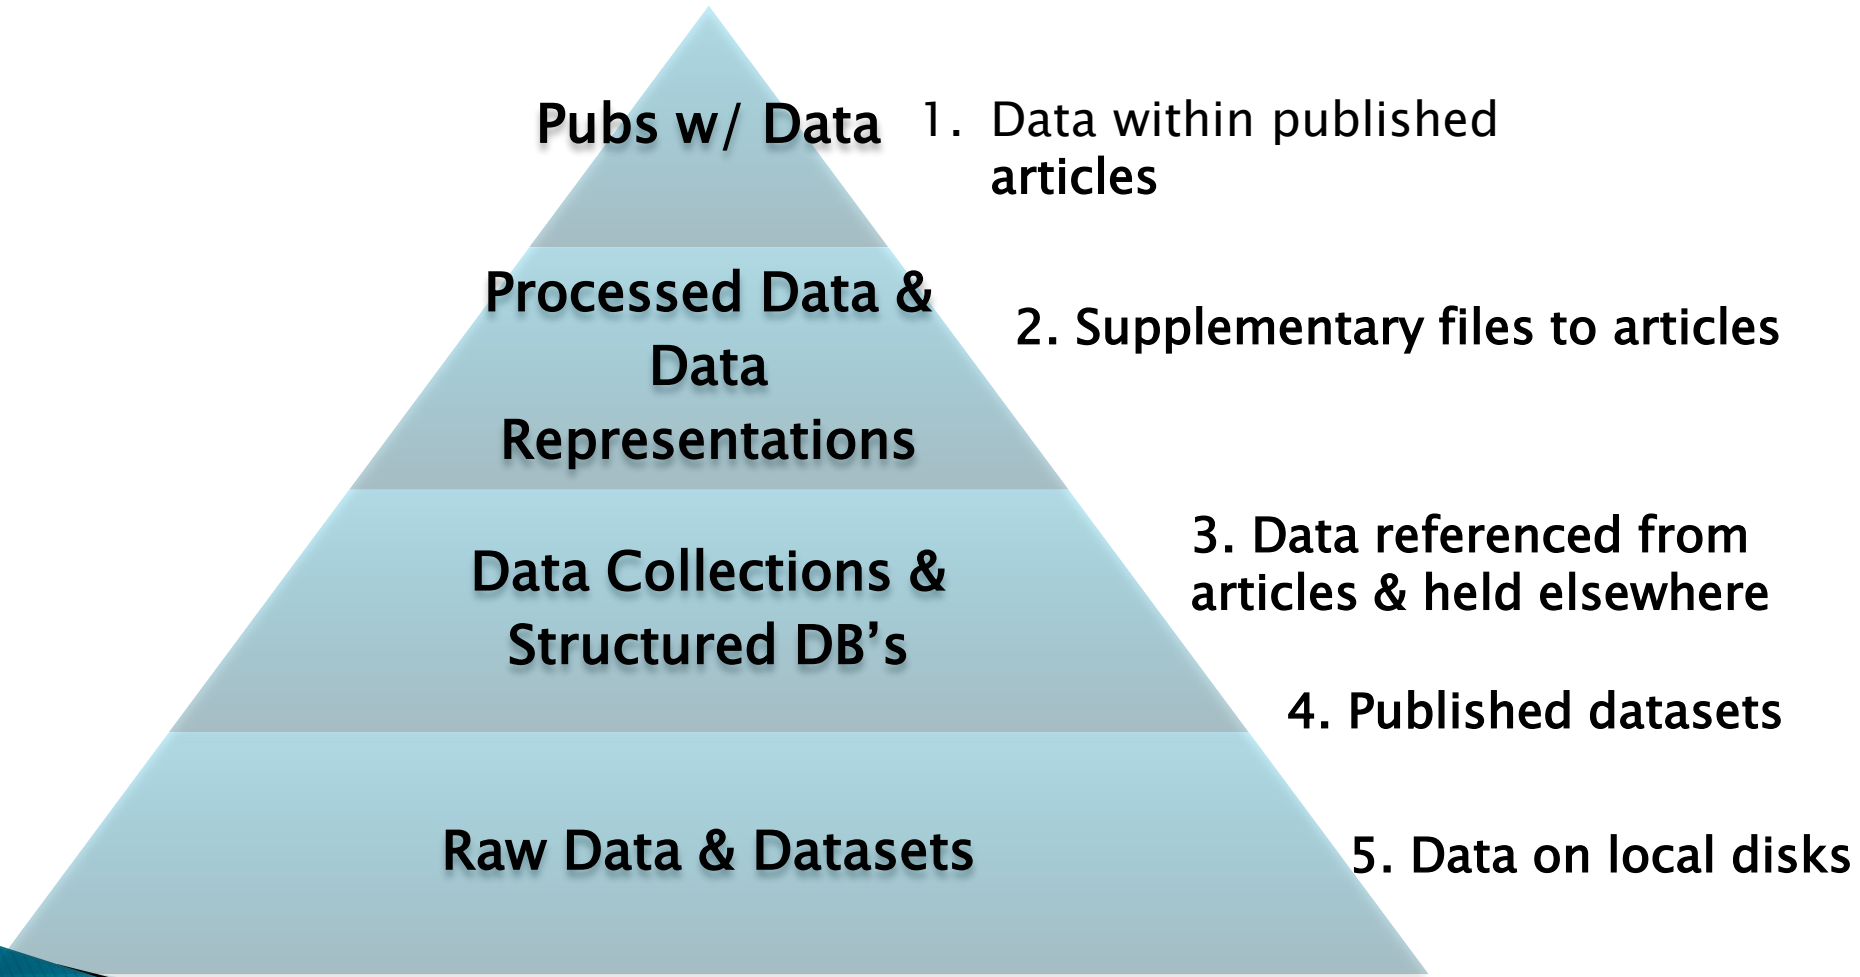 Pubs w/ Data
1. Data within published
articles
Processed Data &
Data
Representations
2. Supplementary files to articles
Data Collections &
Structured DB’s
3. Data referenced from
articles & held elsewhere
4. Published datasets
Raw Data & Datasets
5. Data on local disks